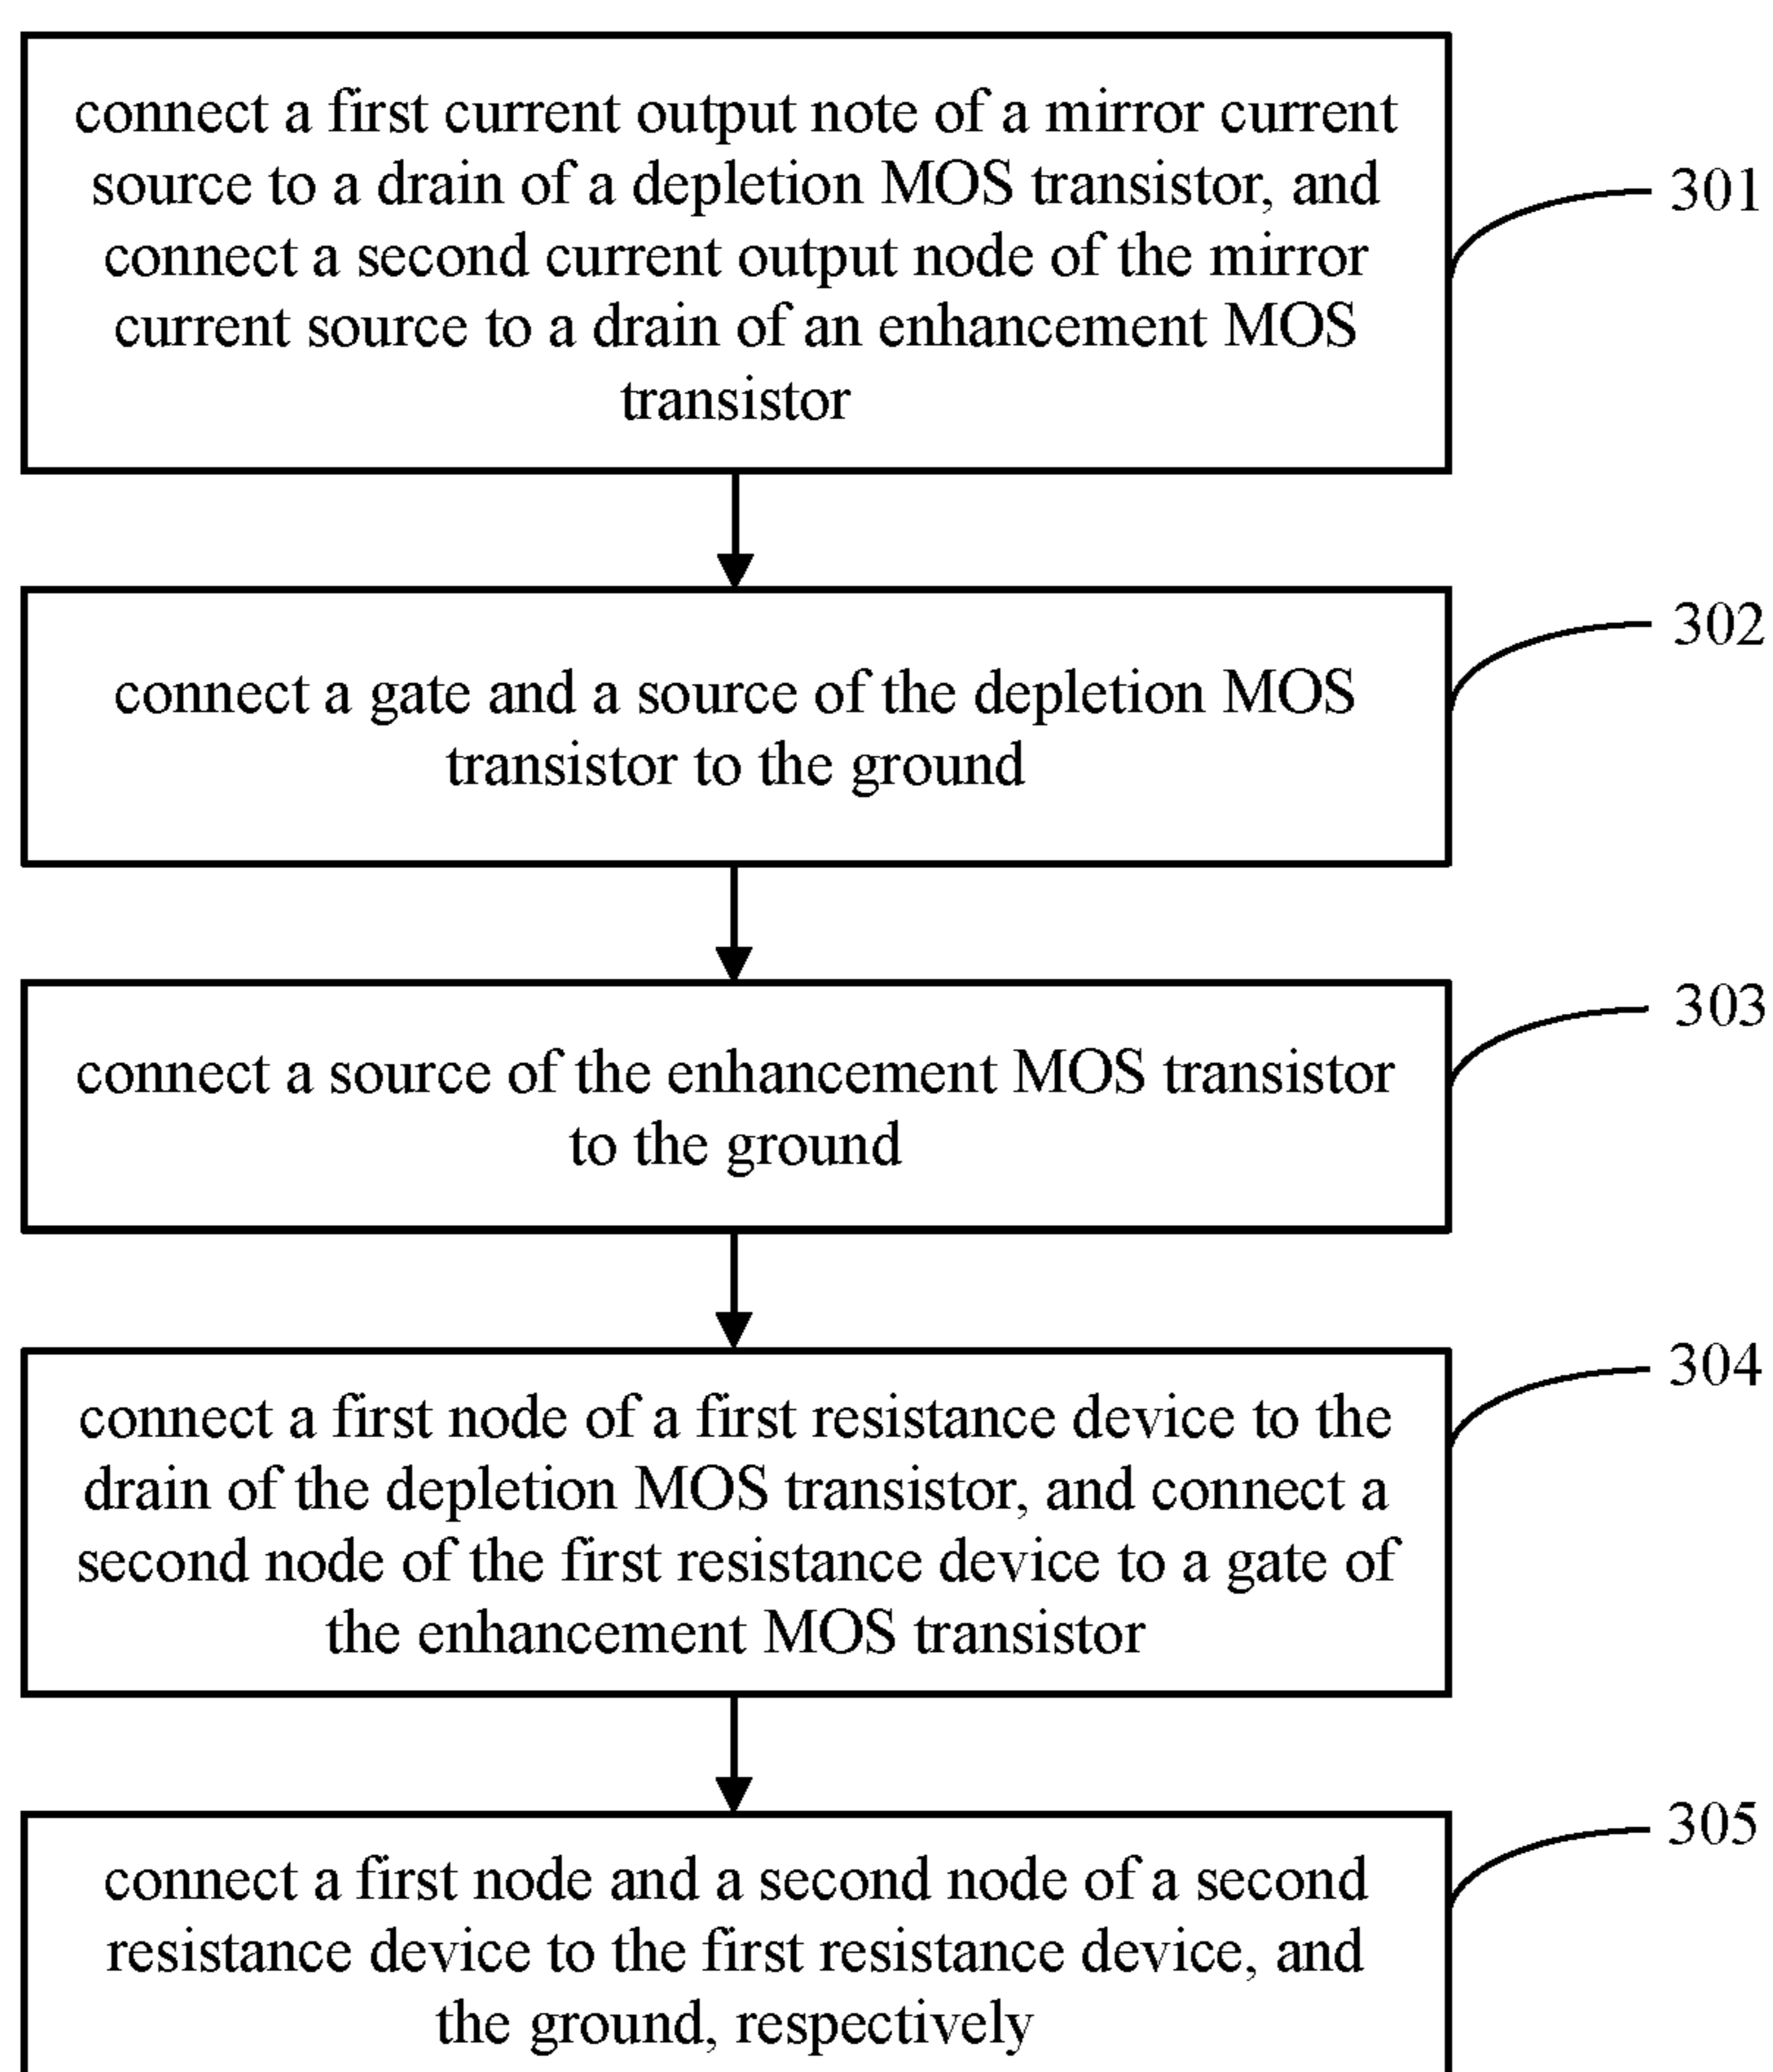 connect a first current output note of a mirror current
source to a drain of a depletion MOS transistor, and
connect a second current output node of the mirror
current source to a drain of an enhancement MOS
transistor
301
connect a gate and a source of the depletion MOS
transistor to the ground
302
connect a source of the enhancement MOS transistor
to the ground
303
connect a first node of a first resistance device to the
drain of the depletion MOS transistor, and connect a
second node of the first resistance device to a gate of
the enhancement MOS transistor
304
connect a first node and a second node of a second
resistance device to the first resistance device, and
the ground, respectively
305